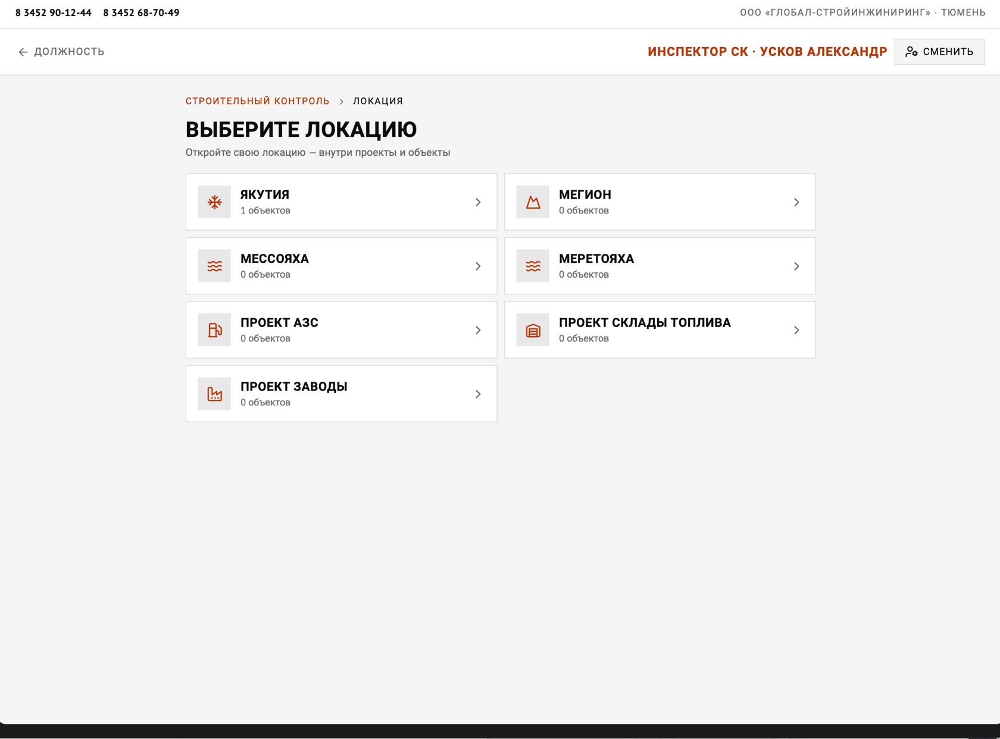 8 3452 90-12-44 8 3452 68-70-49
ООО «ГЛОБАЛ-СТРОЙИНЖИНИРИНГ» · ТЮМЕНЬ
ДОЛЖНОСТЬ
ИНСПЕКТОР СК · УСКОВ АЛЕКСАНДР
СМЕНИТЬ
СТРОИТЕЛЬНЫЙ КОНТРОЛЬ > ЛОКАЦИЯ
ВЫБЕРИТЕ ЛОКАЦИЮ
Откройте свою локацию — внутри проекты и объекты
ЯКУТИЯ
1 объектов
МЕГИОН
0 объектов
МЕССОЯХА
0 объектов
МЕРЕТОЯХА
0 объектов
ПРОЕКТ АЗС
0 объектов
ПРОЕКТ СКЛАДЫ ТОПЛИВА
0 объектов
ПРОЕКТ ЗАВОДЫ
0 объектов